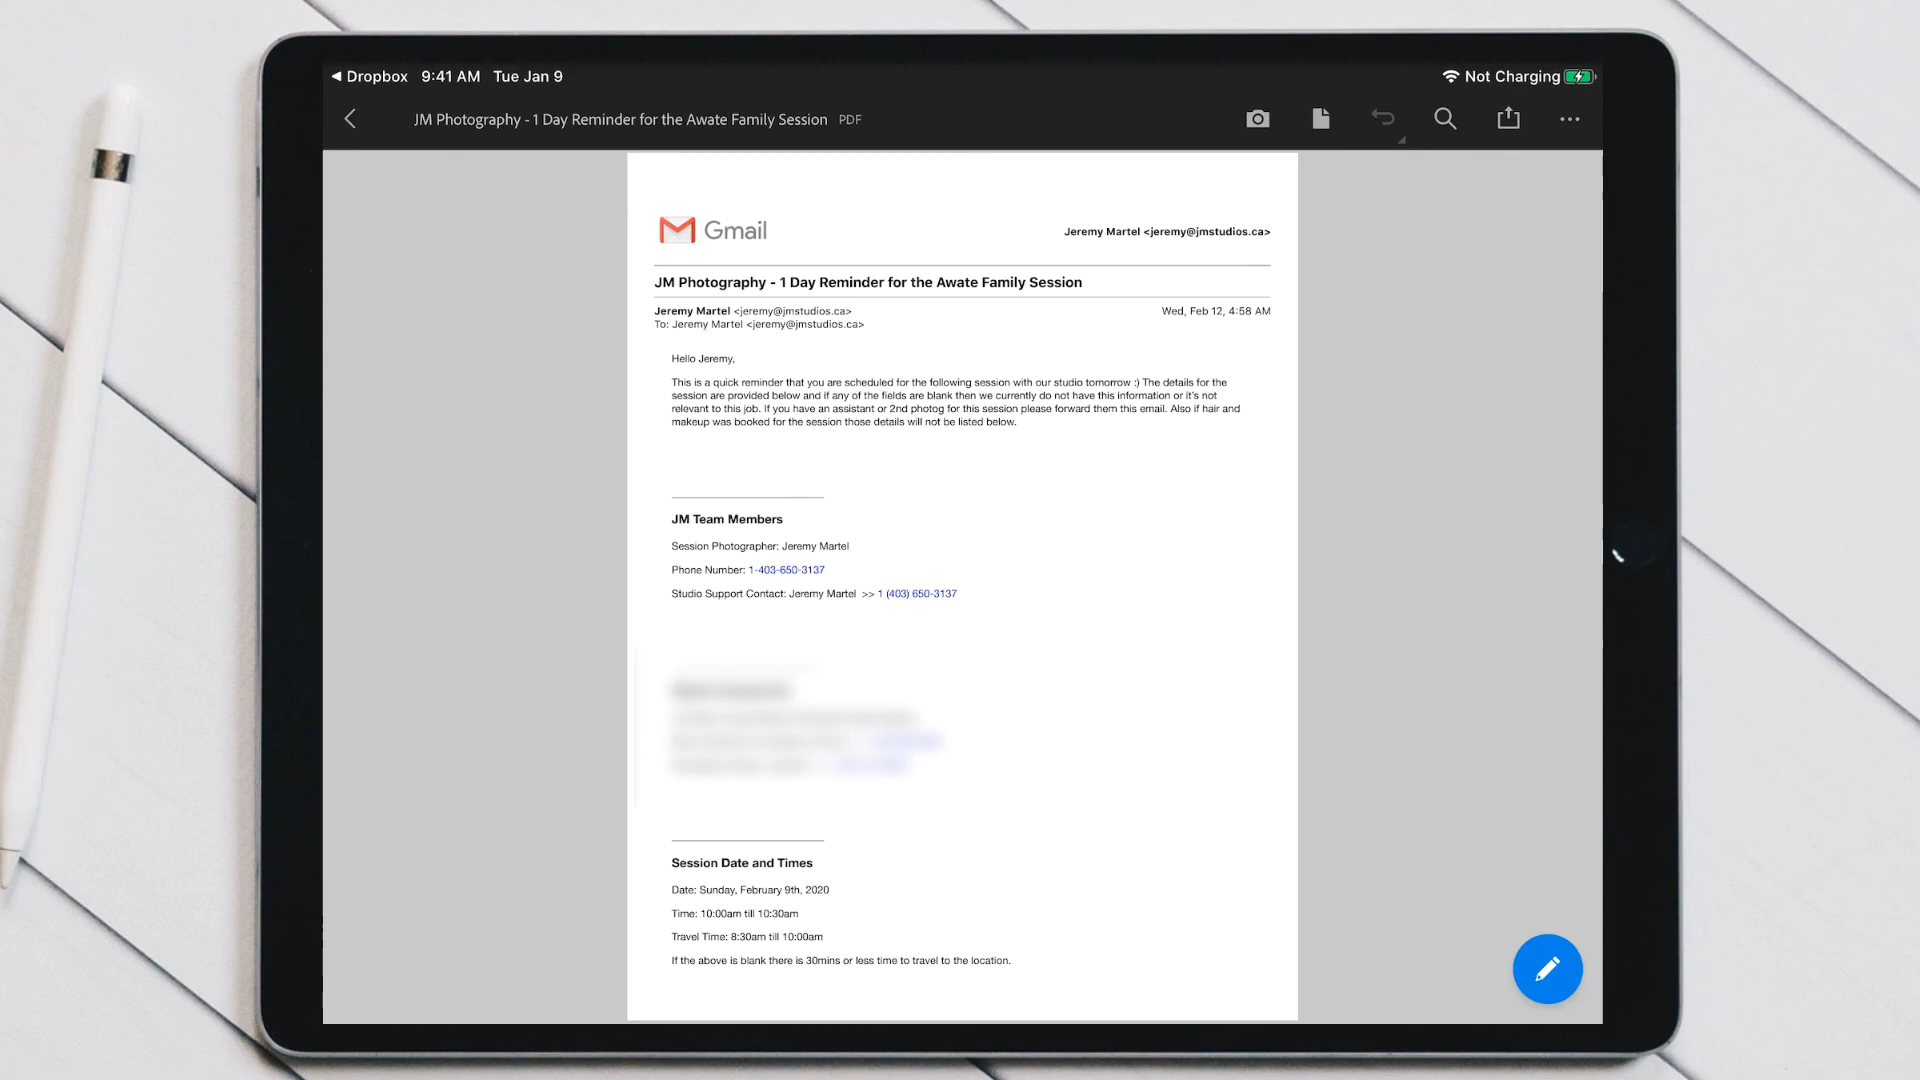 Dropbox 9:41 AM Tue Jan 9 Not Charging
JM Photography - 1 Day Reminder for the Awate Family Session PDF
Gmail
Jeremy Martel <jeremy@jmstudios.ca>
JM Photography - 1 Day Reminder for the Awate Family Session
Jeremy Martel <jeremy@jmstudios.ca> Wed, Feb 12, 4:58 AM
To: Jeremy Martel <jeremy@jmstudios.ca>
Hello Jeremy,
This is a quick reminder that you are scheduled for the following session with our studio tomorrow :) The details for the
session are provided below and if any of the fields are blank then we currently do not have this information or it's not
relevant to this job. If you have an assistant or 2nd photog for this session please forward them this email. Also if hair and
makeup was booked for the session those details will not be listed below.
JM Team Members
Session Photographer: Jeremy Martel
Phone Number: 1-403-650-3137
Studio Support Contact: Jeremy Martel >> 1 (403) 650-3137
Session Date and Times
Date: Sunday, February 9th, 2020
Time: 10:00am till 10:30am
Travel Time: 8:30am till 10:00am
If the above is blank there is 30mins or less time to travel to the location.